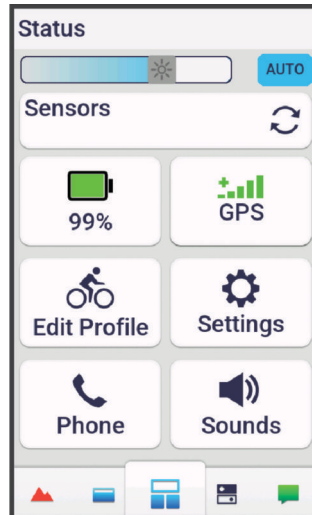 Status
AUTO
Sensors
99%
GPS
Edit Profile
Settings
Phone
Sounds